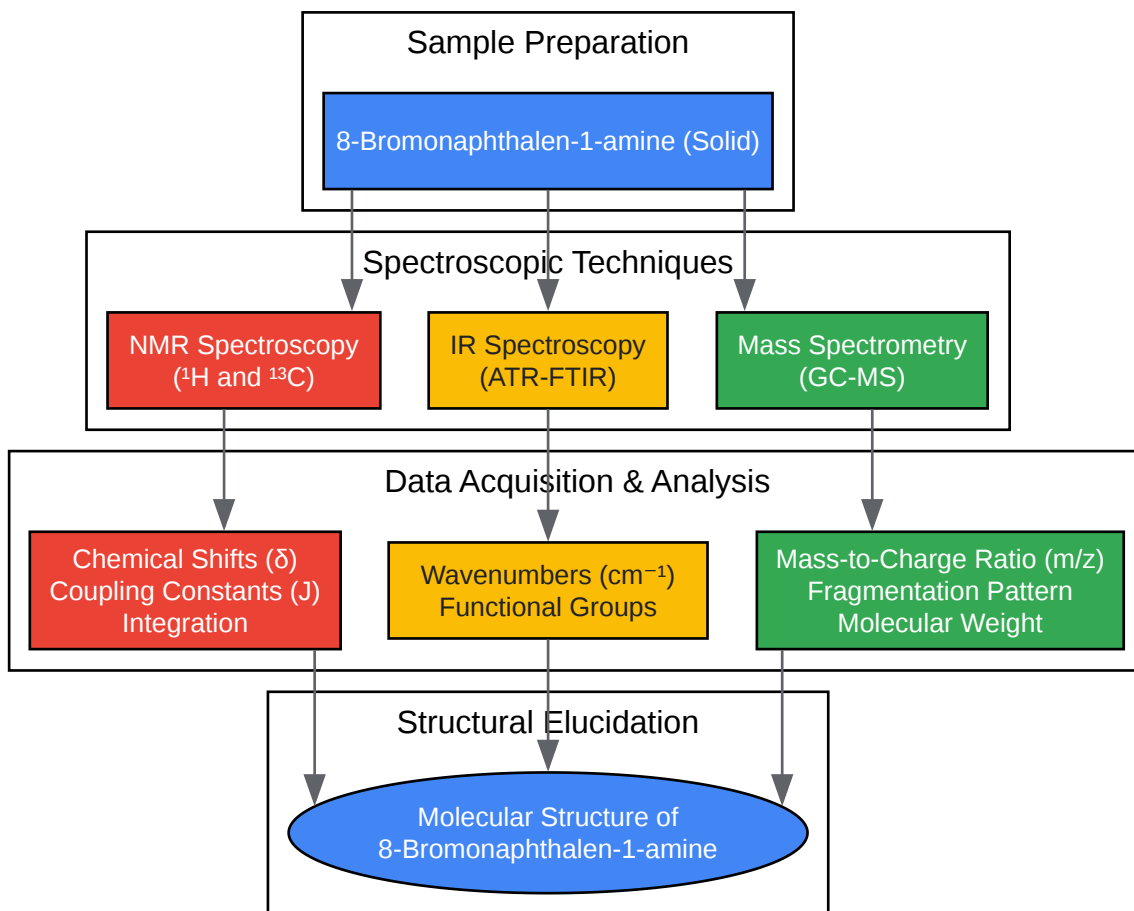 Sample Preparation
8-Bromonaphthalen-1-amine (Solid)
Spectroscopic Techniques
NMR Spectroscopy
(¹H and ¹³C)
IR Spectroscopy
(ATR-FTIR)
Mass Spectrometry
(GC-MS)
Data Acquisition & Analysis
Chemical Shifts (δ)
Coupling Constants (J)
Integration
Wavenumbers (cm⁻¹)
Functional Groups
Mass-to-Charge Ratio (m/z)
Fragmentation Pattern
Molecular Weight
Structural Elucidation
Molecular Structure of
8-Bromonaphthalen-1-amine